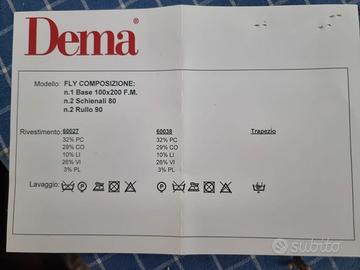 Dema®
Modello: FLY COMPOSIZIONE:
n.1 Base 100x200 F.M.
n.2 Schienali 80
n.2 Rullo 90
Rivestimento: 60027 60038 Trapezio
32% PC 32% PC
29% CO 29% CO
10% LI 10% LI
26% VI 26% VI
3% PL 3% PL
Lavaggio:
subito.it